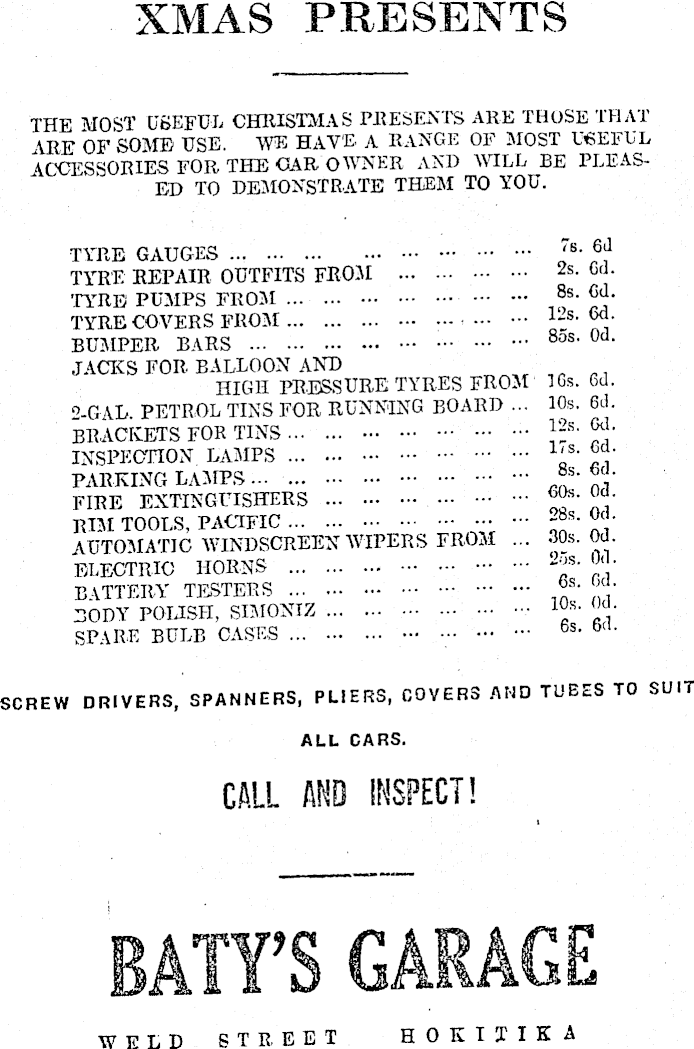 XMAS PRESENTS
THE MOST USEFUL CHRISTMAS PRESENTS ARE THOSE THAT
ARE OF SOME USE. WE HAVE A RANGE OF MOST USEFUL
ACCESSORIES FOR THE CAR OWNER AND WILL BE PLEAS-
ED TO DEMONSTRATE THEM TO YOU.
TYRE GAUGES ... ... ... ... ... ... ... ... 7s. 6d
TYRE REPAIR OUTFITS FROM ... ... ... ... 2s. 6d.
TYRE PUMPS FROM ... ... ... ... ... ... ... 8s. 6d.
TYRE COVERS FROM ... ... ... ... ... ... ... 12s. 6d.
BUMPER BARS ... ... ... ... ... ... ... ... 85s. 0d.
JACKS FOR BALLOON AND
HIGH PRESSURE TYRES FROM 16s. 6d.
2-GAL. PETROL TINS FOR RUNNING BOARD ... 10s. 6d.
BRACKETS FOR TINS ... ... ... ... ... ... ... 12s. 6d.
INSPECTION LAMPS ... ... ... ... ... ... ... 17s. 6d.
PARKING LAMPS ... ... ... ... ... ... ... ... 8s. 6d.
FIRE EXTINGUISHERS ... ... ... ... ... ... 60s. 0d.
RIM TOOLS, PACIFIC ... ... ... ... ... ... ... 28s. 0d.
AUTOMATIC WINDSCREEN WIPERS FROM ... 30s. 0d.
ELECTRIC HORNS ... ... ... ... ... ... ... 25s. 0d.
BATTERY TESTERS ... ... ... ... ... ... ... 6s. 6d.
BODY POLISH, SIMONIZ ... ... ... ... ... ... 10s. 0d.
SPARE BULB CASES ... ... ... ... ... ... ... 6s. 6d.
SCREW DRIVERS, SPANNERS, PLIERS, COVERS AND TUBES TO SUIT
ALL CARS.
CALL AND INSPECT!
BATY'S GARAGE
WELD STREET HOKITIKA